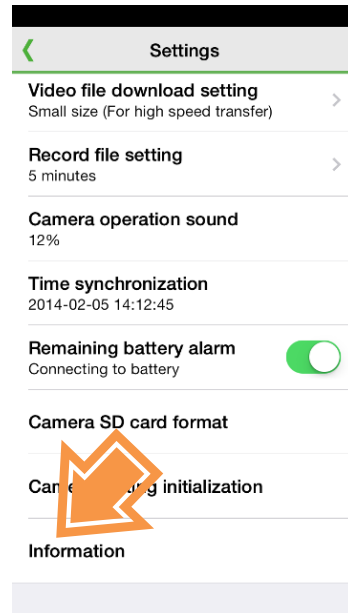 Settings
Video file download setting
Small size (For high speed transfer)
Record file setting
5 minutes
Camera operation sound
12%
Time synchronization
2014-02-05 14:12:45
Remaining battery alarm
Connecting to battery
Camera SD card format
initialization
Information